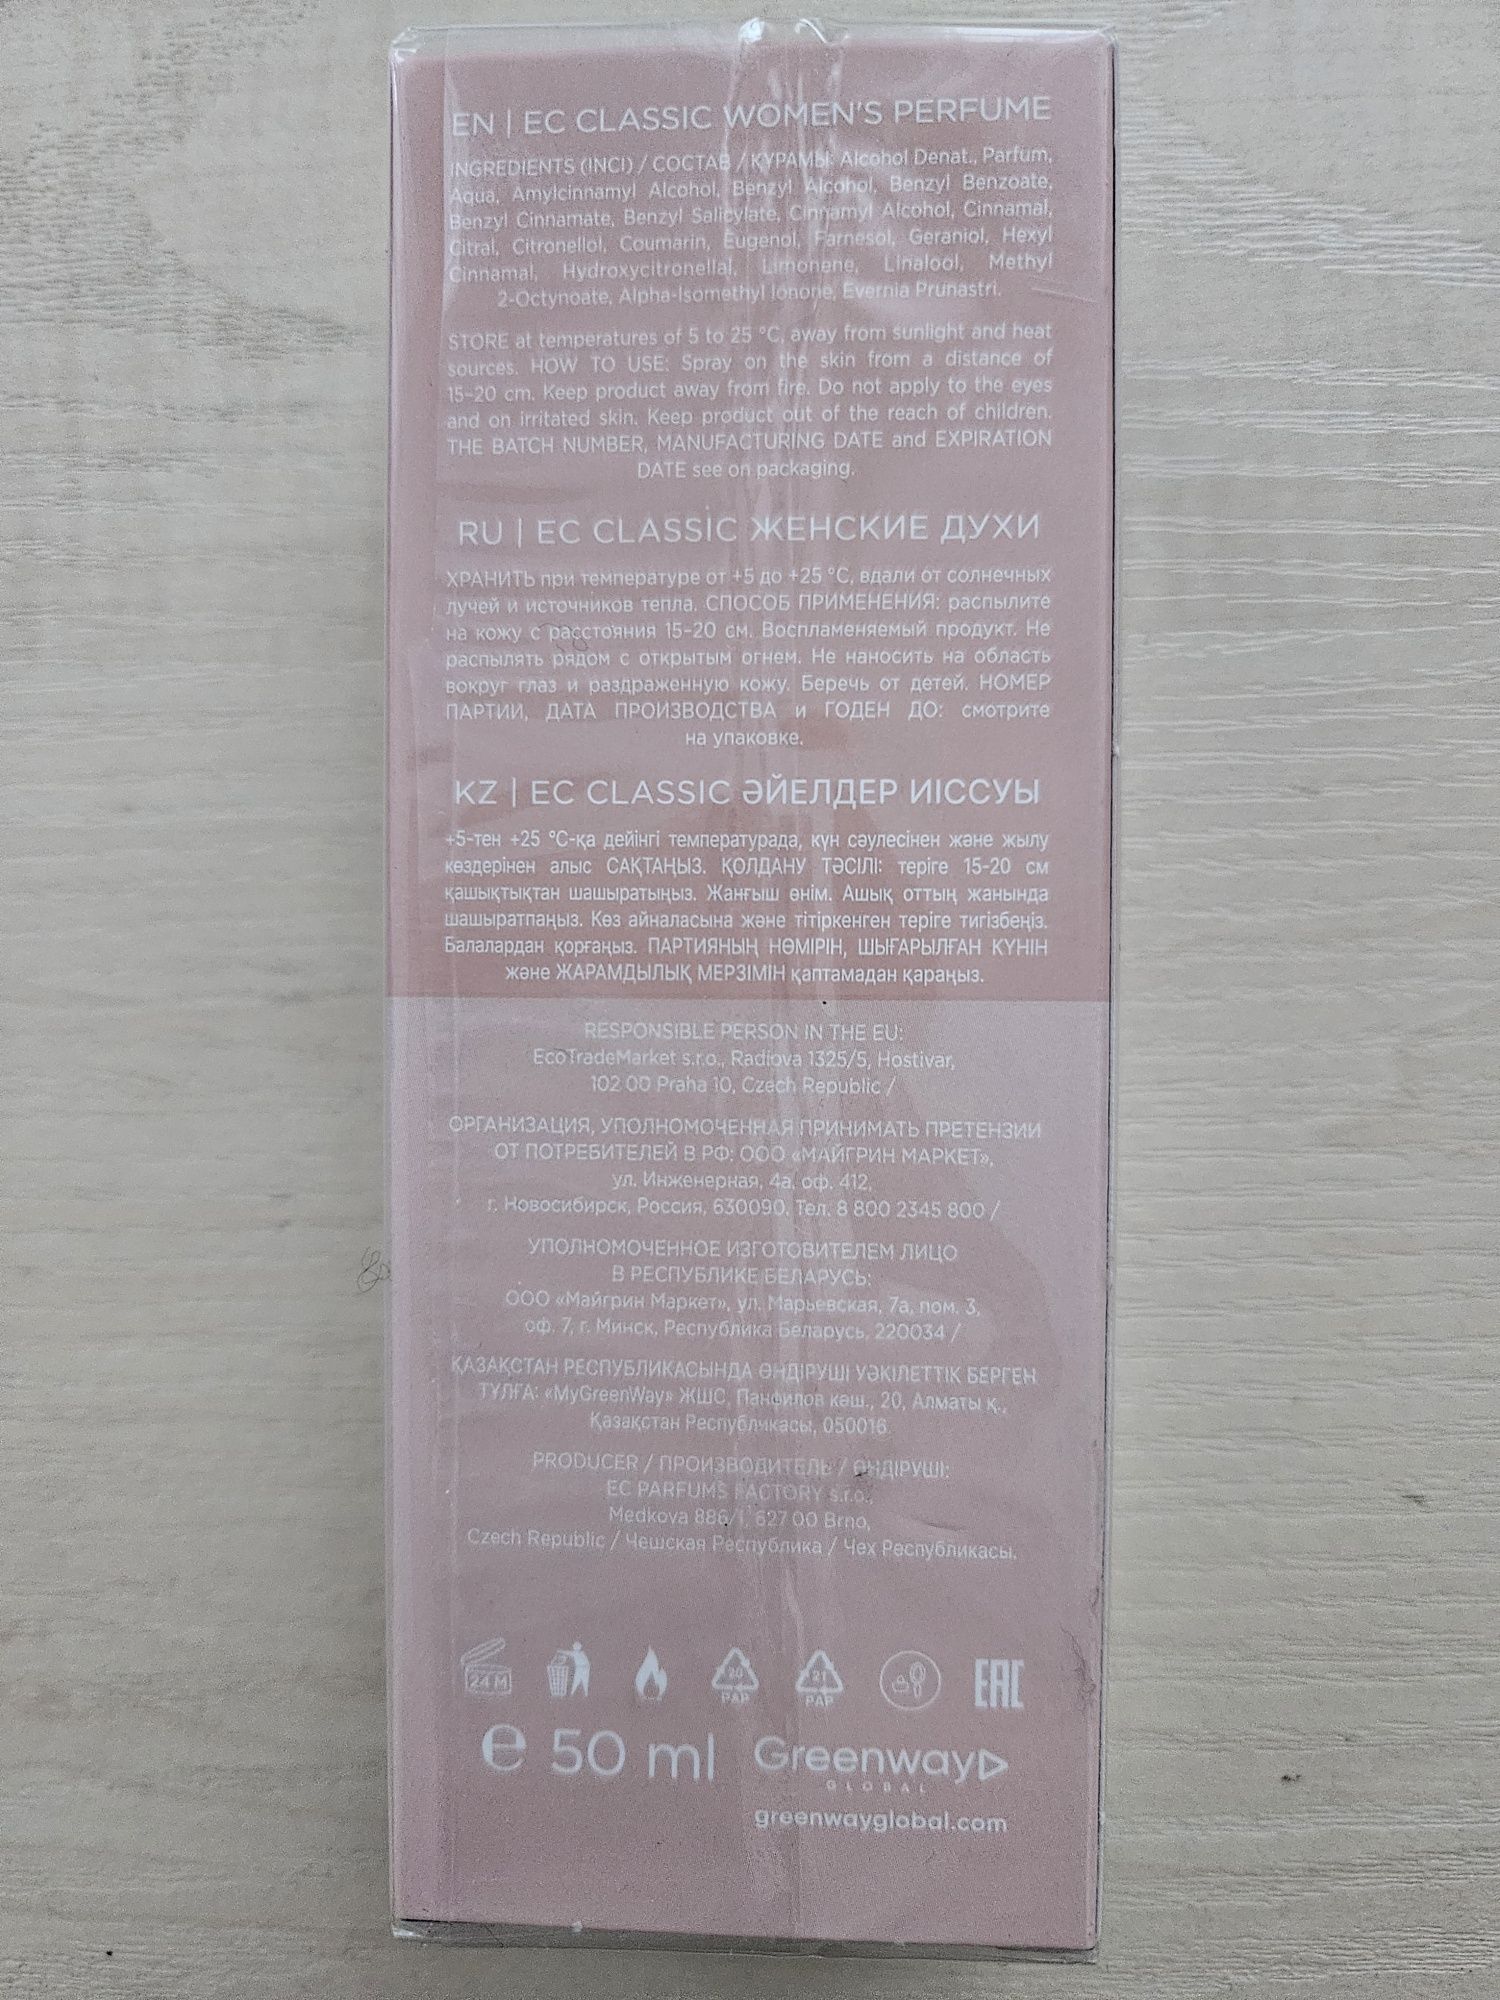 EN | EC CLASSIC WOMEN'S PERFUME
INGREDIENTS (INCI) / СОСТАВ / ҚҰРАМЫ: Alcohol Denat., Parfum,
Aqua, Amylcinnamyl Alcohol, Benzyl Alcohol, Benzyl Benzoate,
Benzyl Cinnamate, Benzyl Salicylate, Cinnamyl Alcohol, Cinnamal,
Citral, Citronellol, Coumarin, Eugenol, Farnesol, Geraniol, Hexyl
Cinnamal, Hydroxycitronellal, Limonene, Linalool, Methyl
2-Octynoate, Alpha-Isomethyl Ionone, Evernia Prunastri.
STORE at temperatures of 5 to 25 °C, away from sunlight and heat
sources. HOW TO USE: Spray on the skin from a distance of
15-20 cm. Keep product away from fire. Do not apply to the eyes
and on irritated skin. Keep product out of the reach of children.
THE BATCH NUMBER, MANUFACTURING DATE and EXPIRATION
DATE see on packaging.
RU | EC CLASSIC ЖЕНСКИЕ ДУХИ
ХРАНИТЬ при температуре от +5 до +25 °C, вдали от солнечных
лучей и источников тепла. СПОСОБ ПРИМЕНЕНИЯ: распылите
на кожу с расстояния 15-20 см. Воспламеняемый продукт. Не
распылять рядом с открытым огнем. Не наносить на область
вокруг глаз и раздраженную кожу. Беречь от детей. НОМЕР
ПАРТИИ, ДАТА ПРОИЗВОДСТВА и ГОДЕН ДО: смотрите
на упаковке.
KZ | EC CLASSIC ӘЙЕЛДЕР ИІССУЫ
+5-тен +25 °C-қа дейінгі температурада, күн сәулесінен және жылу
көздерінен алыс САҚТАҢЫЗ. ҚОЛДАНУ ТӘСІЛІ: теріге 15-20 см
қашықтықтан шашыратыңыз. Жанғыш өнім. Ашық оттың жанында
шашыратпаңыз. Көз айналасына және тітіркенген теріге тигізбеңіз.
Балалардан қорғаңыз. ПАРТИЯНЫҢ НӨМІРІН, ШЫҒАРЫЛҒАН КҮНІН
және ЖАРАМДЫЛЫҚ МЕРЗІМІН қаптамадан қараңыз.
RESPONSIBLE PERSON IN THE EU:
EcoTradeMarket s.r.o., Radiova 1325/5, Hostivar,
102 00 Praha 10, Czech Republic /
ОРГАНИЗАЦИЯ, УПОЛНОМОЧЕННАЯ ПРИНИМАТЬ ПРЕТЕНЗИИ
ОТ ПОТРЕБИТЕЛЕЙ В РФ: ООО «МАЙГРИН МАРКЕТ»,
ул. Инженерная, 4а, оф. 412,
г. Новосибирск, Россия, 630090. Тел. 8 800 2345 800 /
УПОЛНОМОЧЕННОЕ ИЗГОТОВИТЕЛЕМ ЛИЦО
В РЕСПУБЛИКЕ БЕЛАРУСЬ:
ООО «Майгрин Маркет», ул. Марьевская, 7а, пом. 3,
оф. 7, г. Минск, Республика Беларусь, 220034 /
ҚАЗАҚСТАН РЕСПУБЛИКАСЫНДА ӨНДІРУШІ УӘКІЛЕТТІК БЕРГЕН
ТҰЛҒА: «MyGreenWay» ЖШС, Панфилов көш., 20, Алматы қ.,
Қазақстан Республикасы, 050016.
PRODUCER / ПРОИЗВОДИТЕЛЬ / ӨНДІРУШІ:
EC PARFUMS FACTORY s.r.o.,
Medkova 886/1, 627 00 Brno,
Czech Republic / Чешская Республика / Чех Республикасы.
24 M
20
PAP
21
PAP
EAC
e 50 ml
Greenway
GLOBAL
greenwayglobal.com